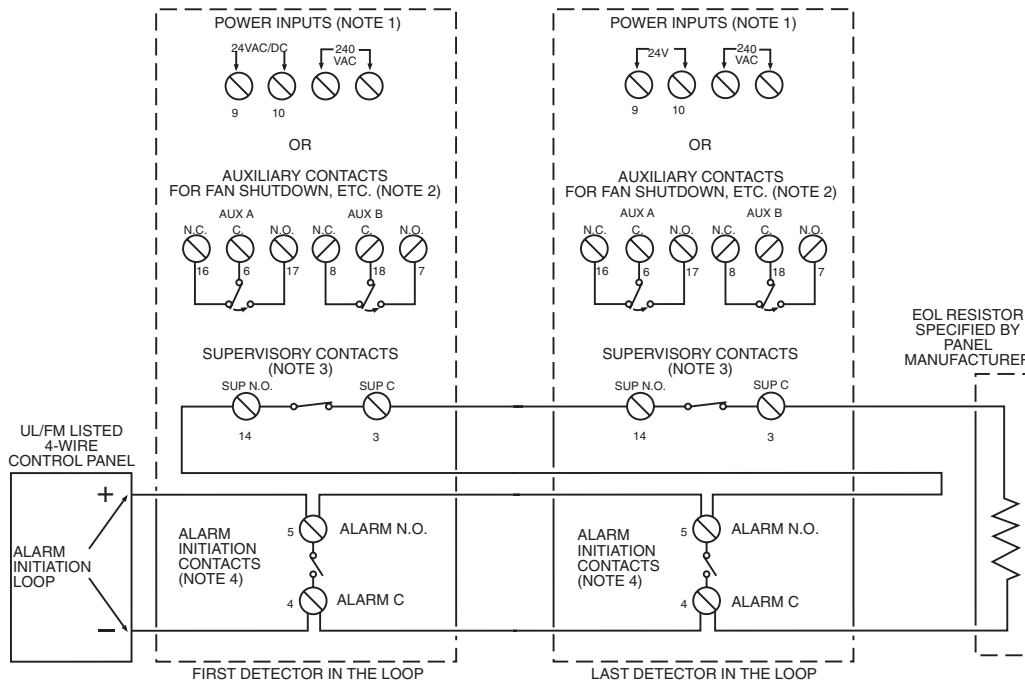 POWER INPUTS (NOTE 1)
24VAC/DC
240
VAC
9
10
OR
AUXILIARY CONTACTS
FOR FAN SHUTDOWN, ETC. (NOTE 2)
AUX A
AUX B
N.C.
C.
N.O.
N.C.
C.
N.O.
16
6
17
8
18
7
SUPERVISORY CONTACTS
(NOTE 3)
SUP N.O.
SUP C
14
3
POWER INPUTS (NOTE 1)
24V
240
VAC
9
10
OR
AUXILIARY CONTACTS
FOR FAN SHUTDOWN, ETC. (NOTE 2)
AUX A
AUX B
N.C.
C.
N.O.
N.C.
C.
N.O.
16
6
17
8
18
7
SUPERVISORY CONTACTS
(NOTE 3)
SUP N.O.
SUP C
14
3
EOL RESISTOR
SPECIFIED BY
PANEL
MANUFACTURER
UL/FM LISTED
4-WIRE
CONTROL PANEL
+
ALARM
INITIATION
LOOP
−
ALARM
INITIATION
CONTACTS
(NOTE 4)
5
ALARM N.O.
4
ALARM C
ALARM
INITIATION
CONTACTS
(NOTE 4)
5
ALARM N.O.
4
ALARM C
FIRST DETECTOR IN THE LOOP
LAST DETECTOR IN THE LOOP